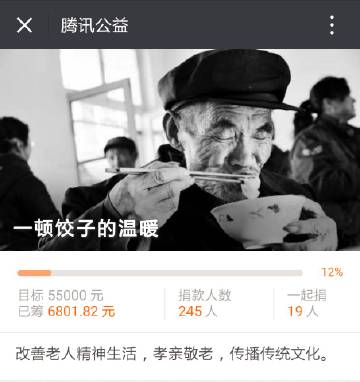 腾讯公益
一顿饺子的温暖
12%
目标 55000 元
已筹 6801.82 元
捐款人数
245 人
一起捐
19 人
改善老人精神生活，孝亲敬老，传播传统文化。